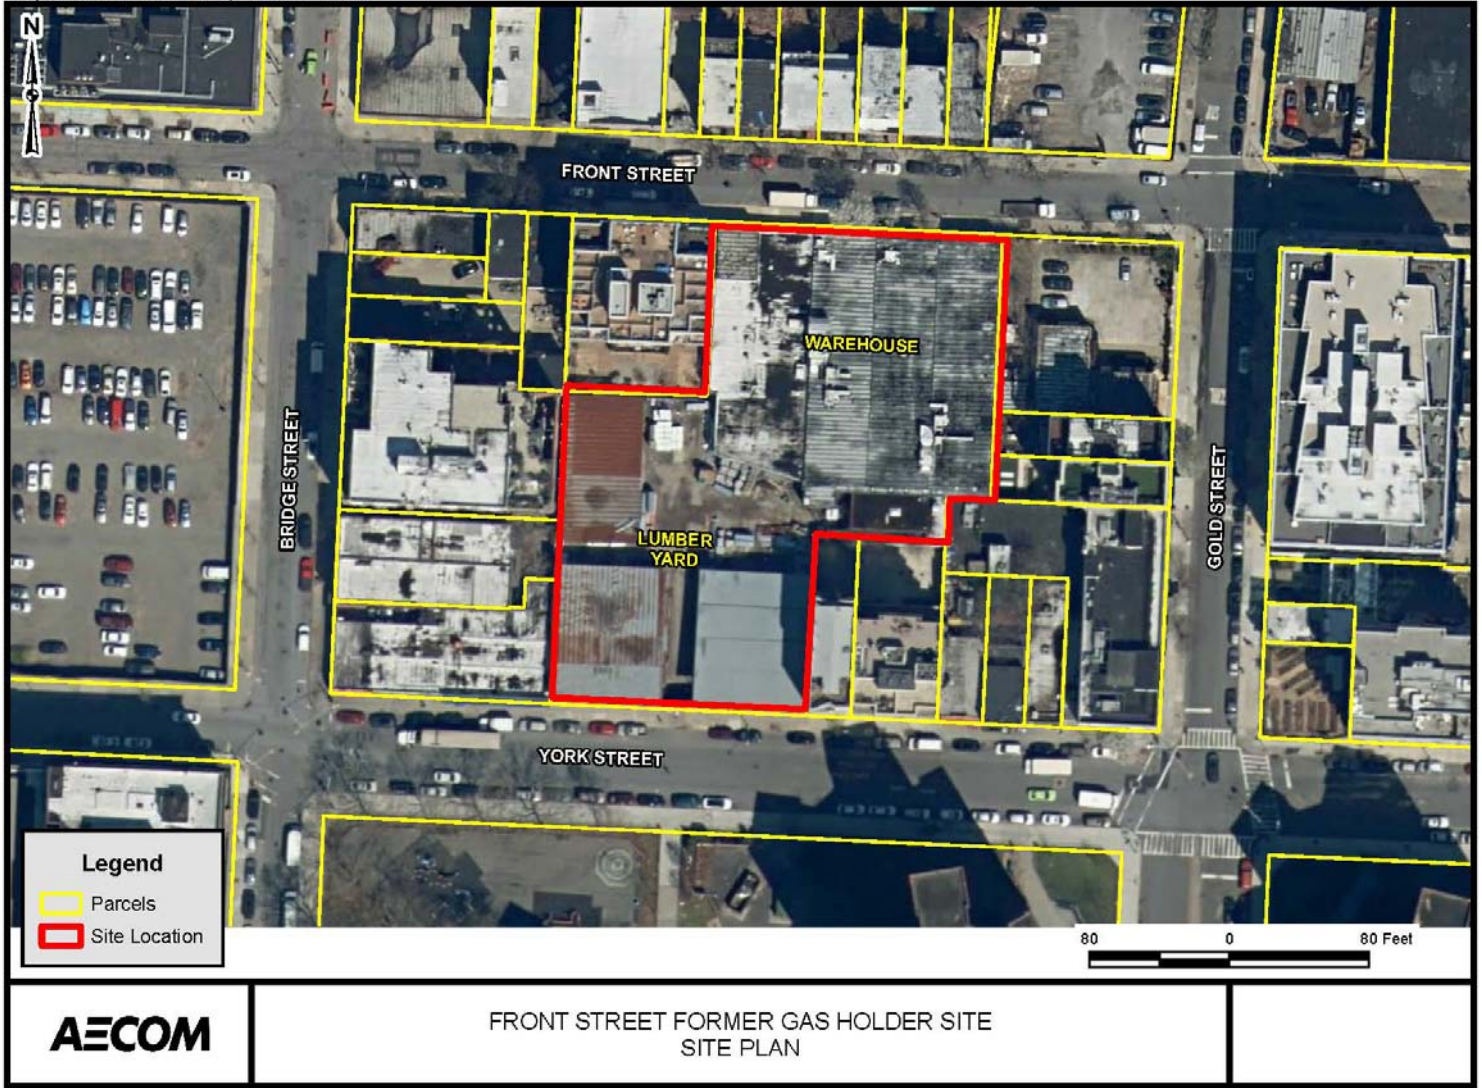 N
FRONT STREET
WAREHOUSE
BRIDGE STREET
GOLD STREET
LUMBER
YARD
YORK STREET
Legend
Parcels
Site Location
80 0 80 Feet
AECOM
FRONT STREET FORMER GAS HOLDER SITE
SITE PLAN